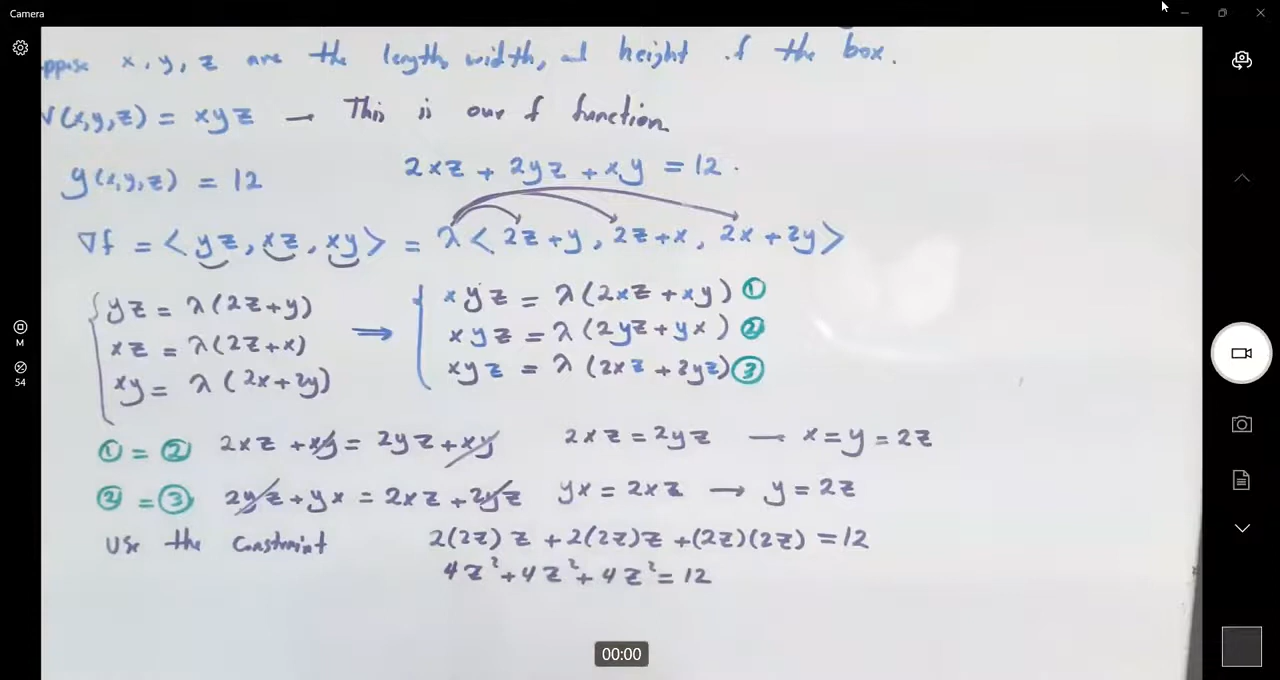 Camera
ppose x, y, z are the length, width, and height of the box.
V(x,y,z) = xyz → This is our f function
g(x,y,z) = 12 2xz + 2yz + xy = 12.
∇f = <yz, xz, xy> = λ<2z+y, 2z+x, 2x+2y>
yz = λ(2z+y) ⟹ xyz = λ(2xz+xy) ①
xz = λ(2z+x) xyz = λ(2yz+yx) ②
xy = λ(2x+2y) xyz = λ(2xz+2yz) ③
① = ② 2xz + xy = 2yz + xy 2xz = 2yz → x = y = 2z
② = ③ 2yz + yx = 2xz + 2yz yx = 2xz → y = 2z
Use the constraint 2(2z)z + 2(2z)z + (2z)(2z) = 12
4z² + 4z² + 4z² = 12
M
54
00:00